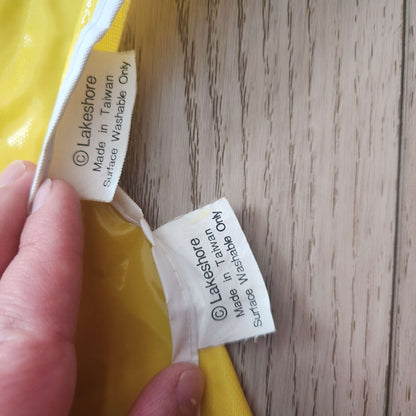 © Lakeshore
Made in Taiwan
Surface Washable Only
© Lakeshore
Made in Taiwan
Surface Washable Only